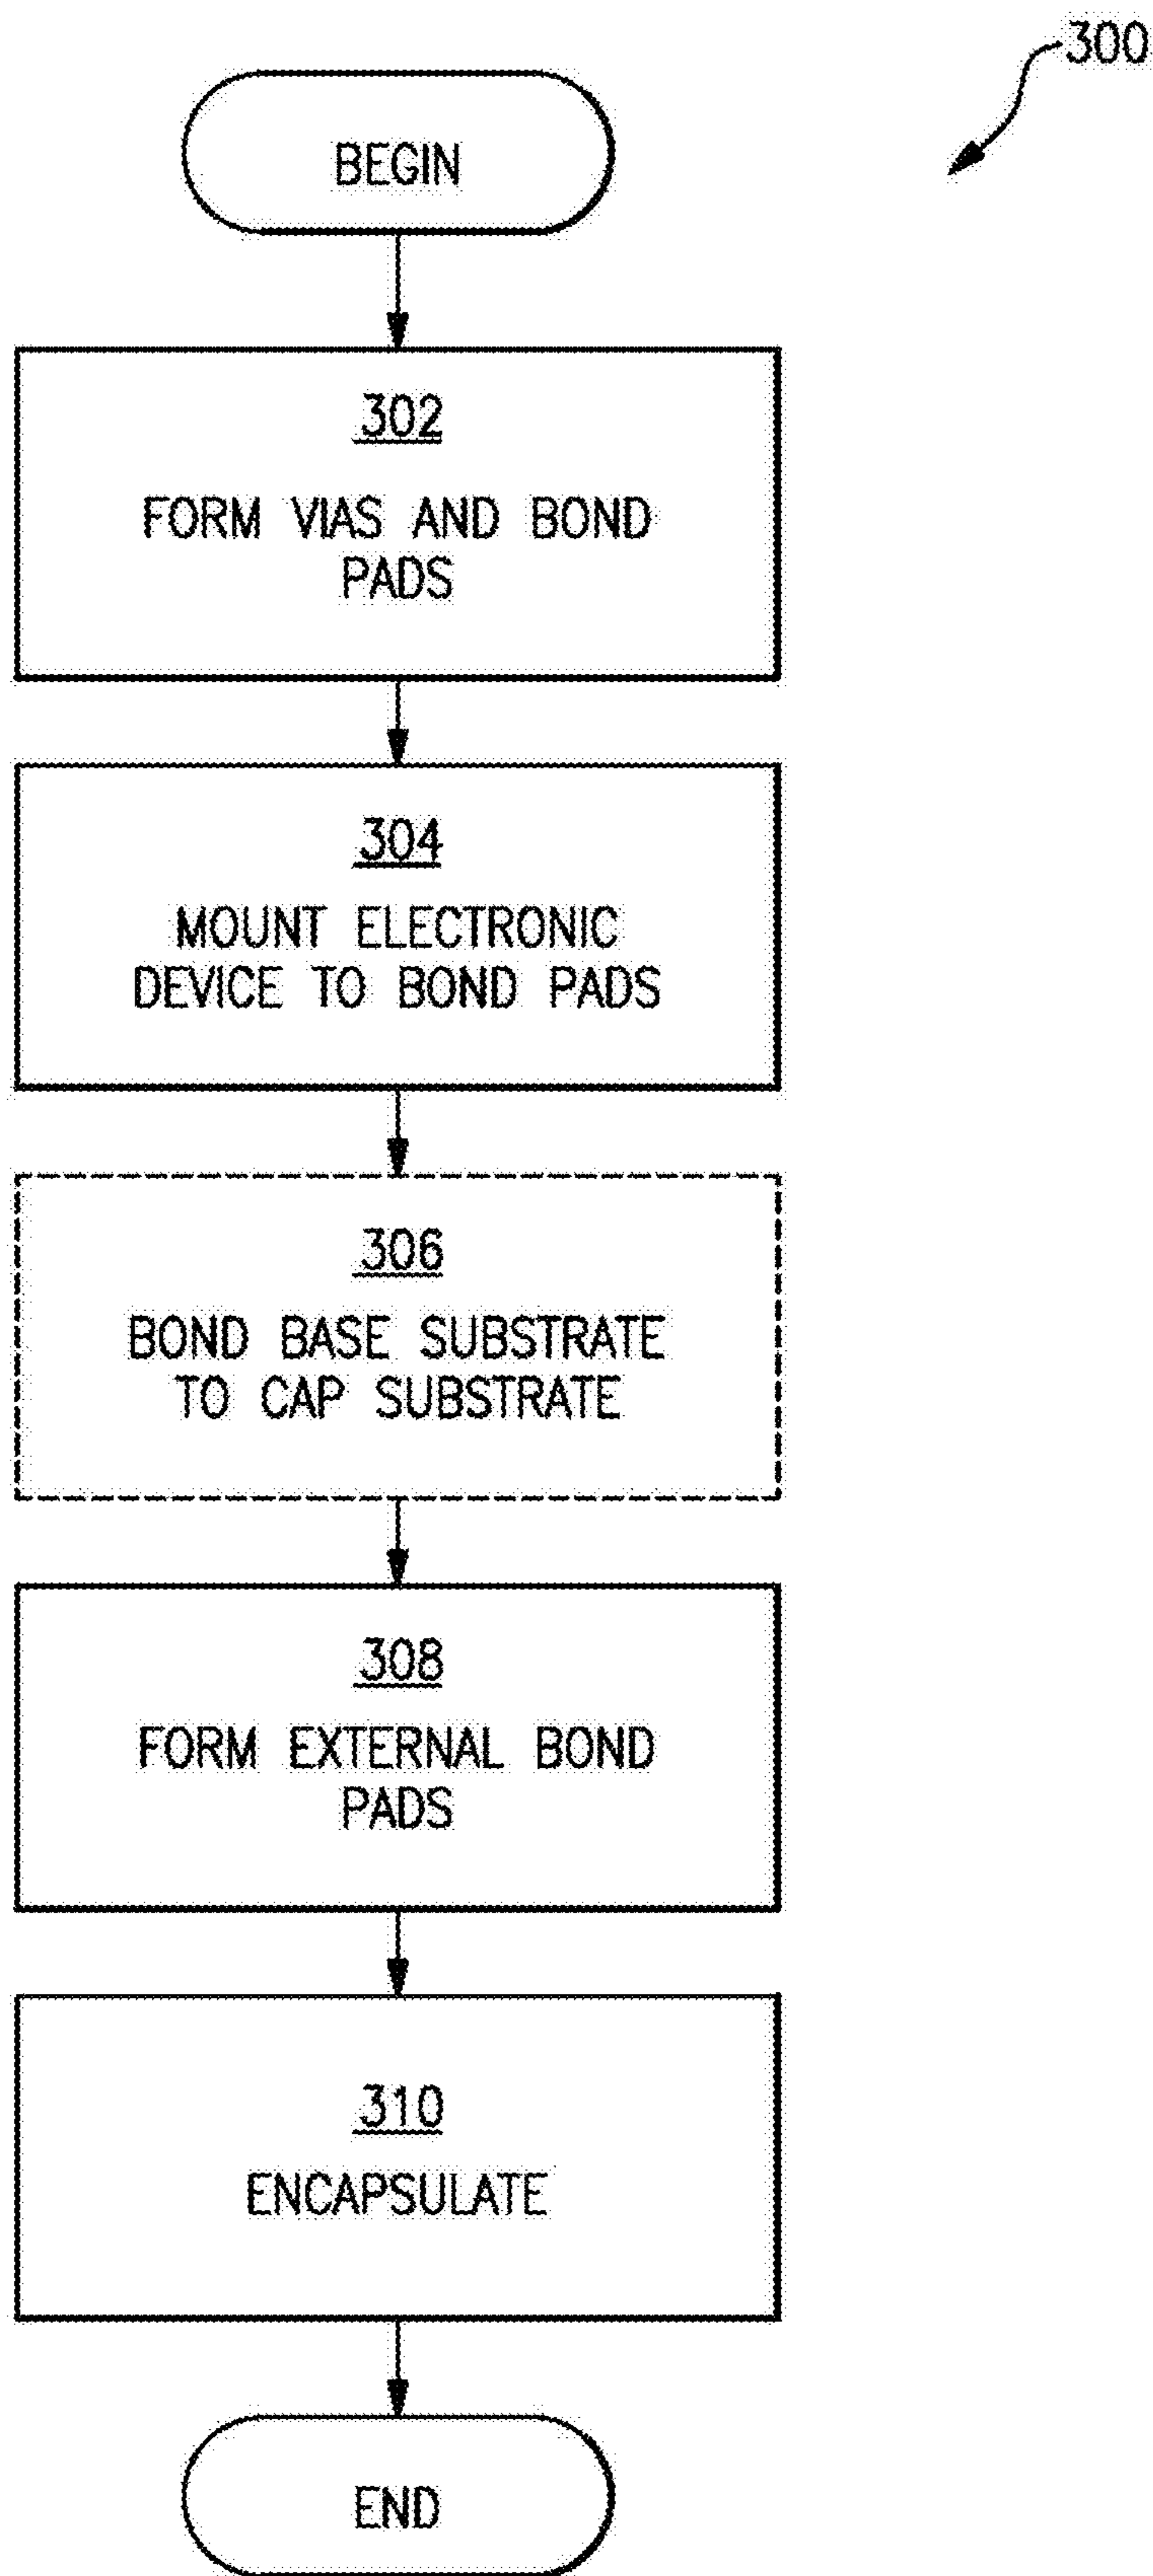 300
BEGIN
302
FORM VIAS AND BOND
PADS
304
MOUNT ELECTRONIC
DEVICE TO BOND PADS
306
BOND BASE SUBSTRATE
TO CAP SUBSTRATE
308
FORM EXTERNAL BOND
PADS
310
ENCAPSULATE
END